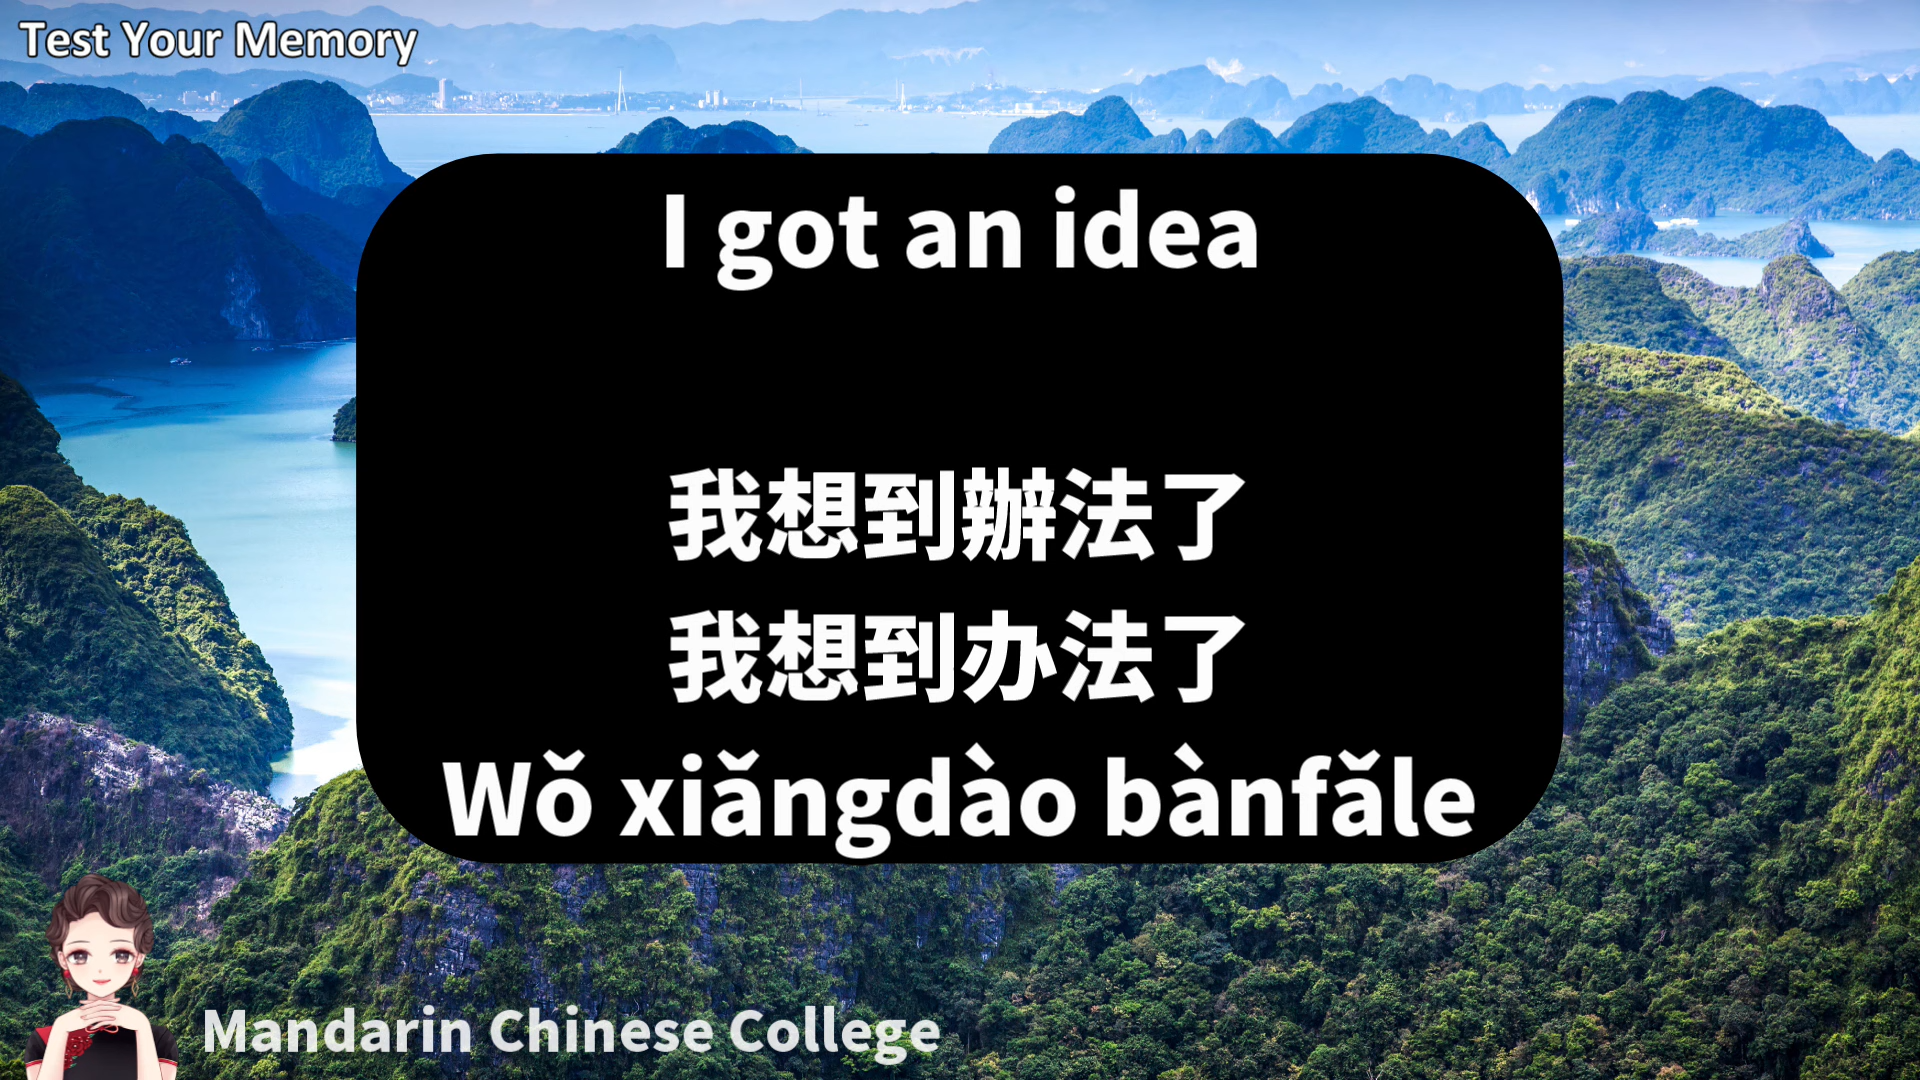 Test Your Memory
I got an idea
我想到辦法了
我想到办法了
Wǒ xiǎngdào bànfǎle
Mandarin Chinese College